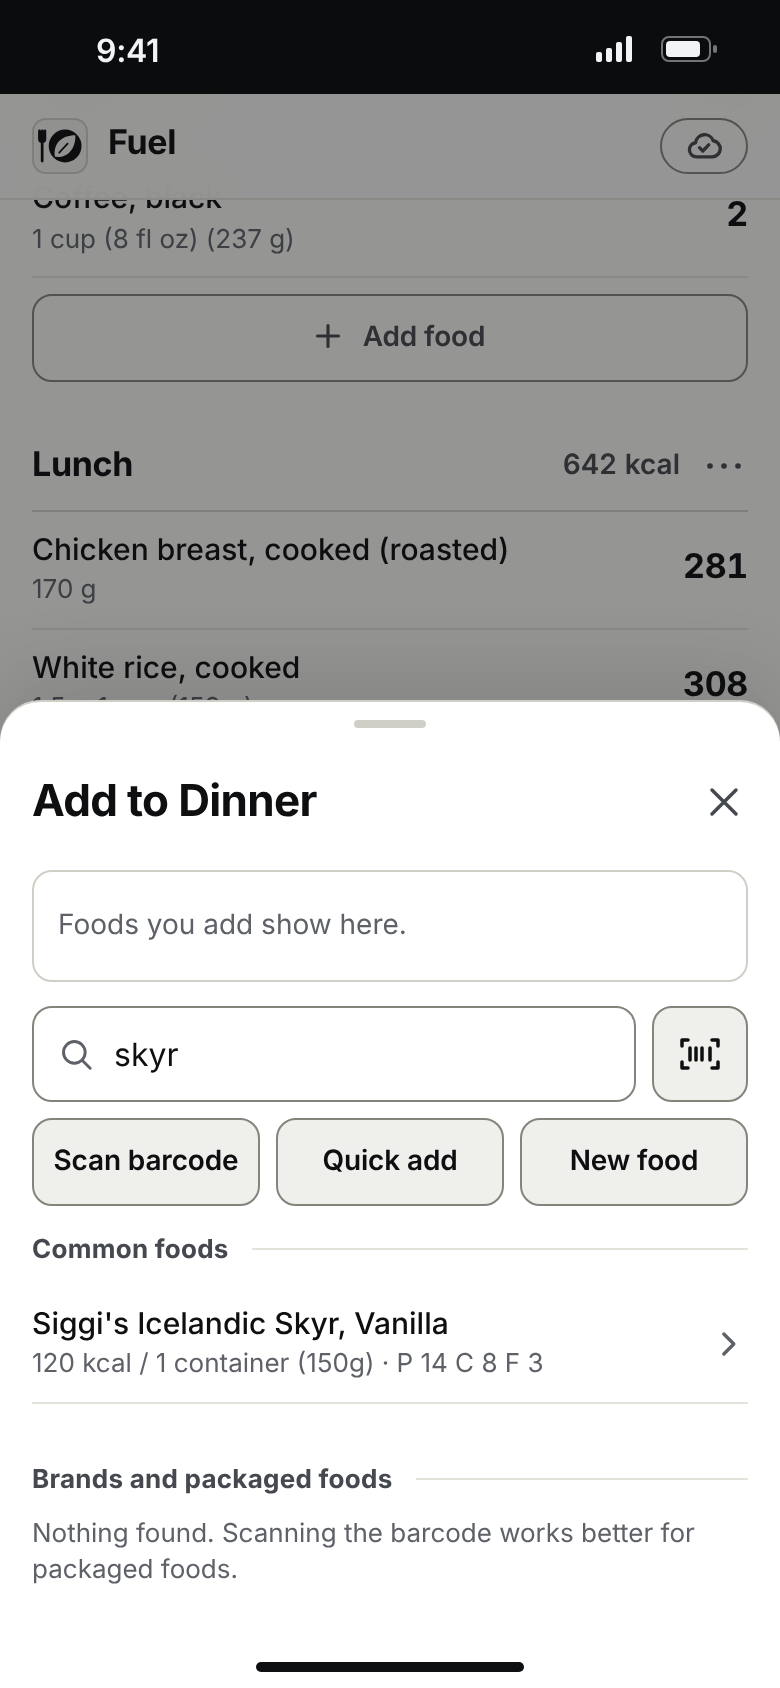 9:41
Fuel
Coffee, black
2
1 cup (8 fl oz) (237 g)
Add food
Lunch
642 kcal
Chicken breast, cooked (roasted)
281
170 g
White rice, cooked
308
Add to Dinner
Foods you add show here.
skyr
Scan barcode
Quick add
New food
Common foods
Siggi's Icelandic Skyr, Vanilla
120 kcal / 1 container (150g) · P 14 C 8 F 3
Brands and packaged foods
Nothing found. Scanning the barcode works better for
packaged foods.